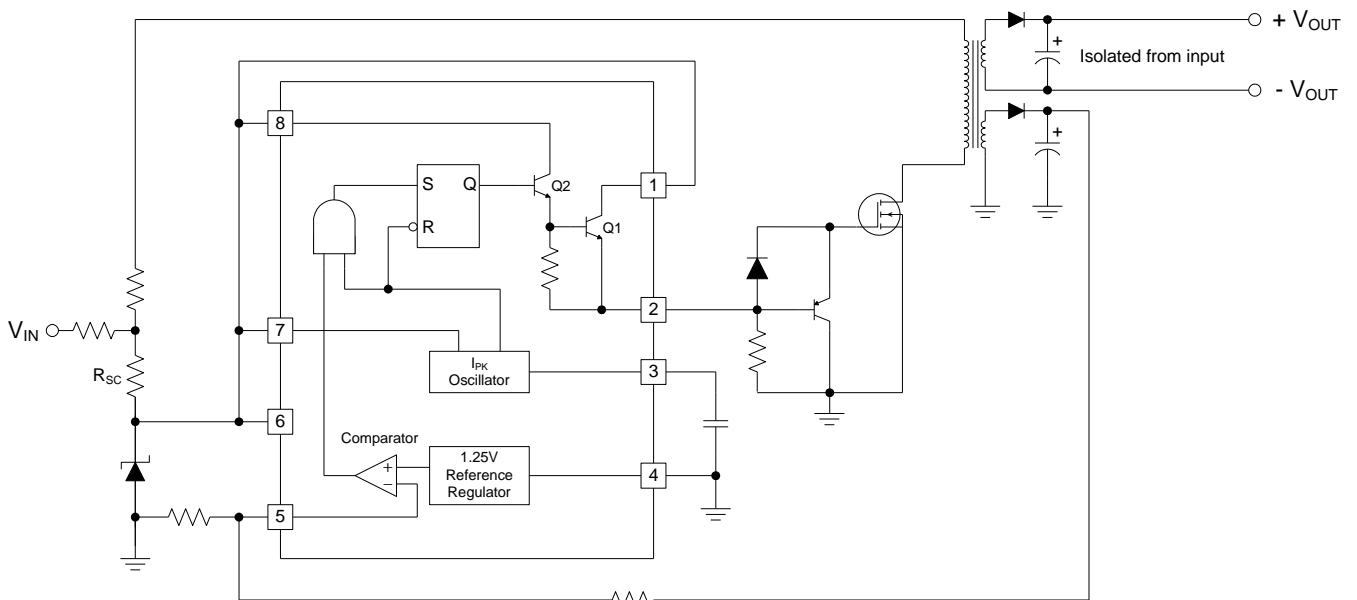 + VOUT
Isolated from input
- VOUT
8
S Q
Q2
1
R
Q1
2
VIN
7
RSC
IPK
Oscillator
3
6
Comparator
1.25V
Reference
Regulator
+
-
4
5
+
+